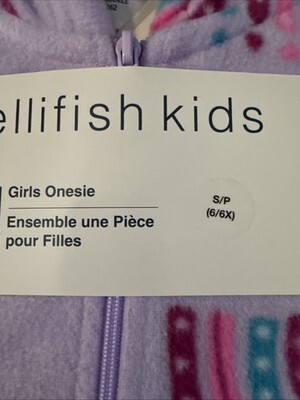 ellifish kids
Girls Onesie
Ensemble une Pièce
pour Filles
S/P
(6/6X)